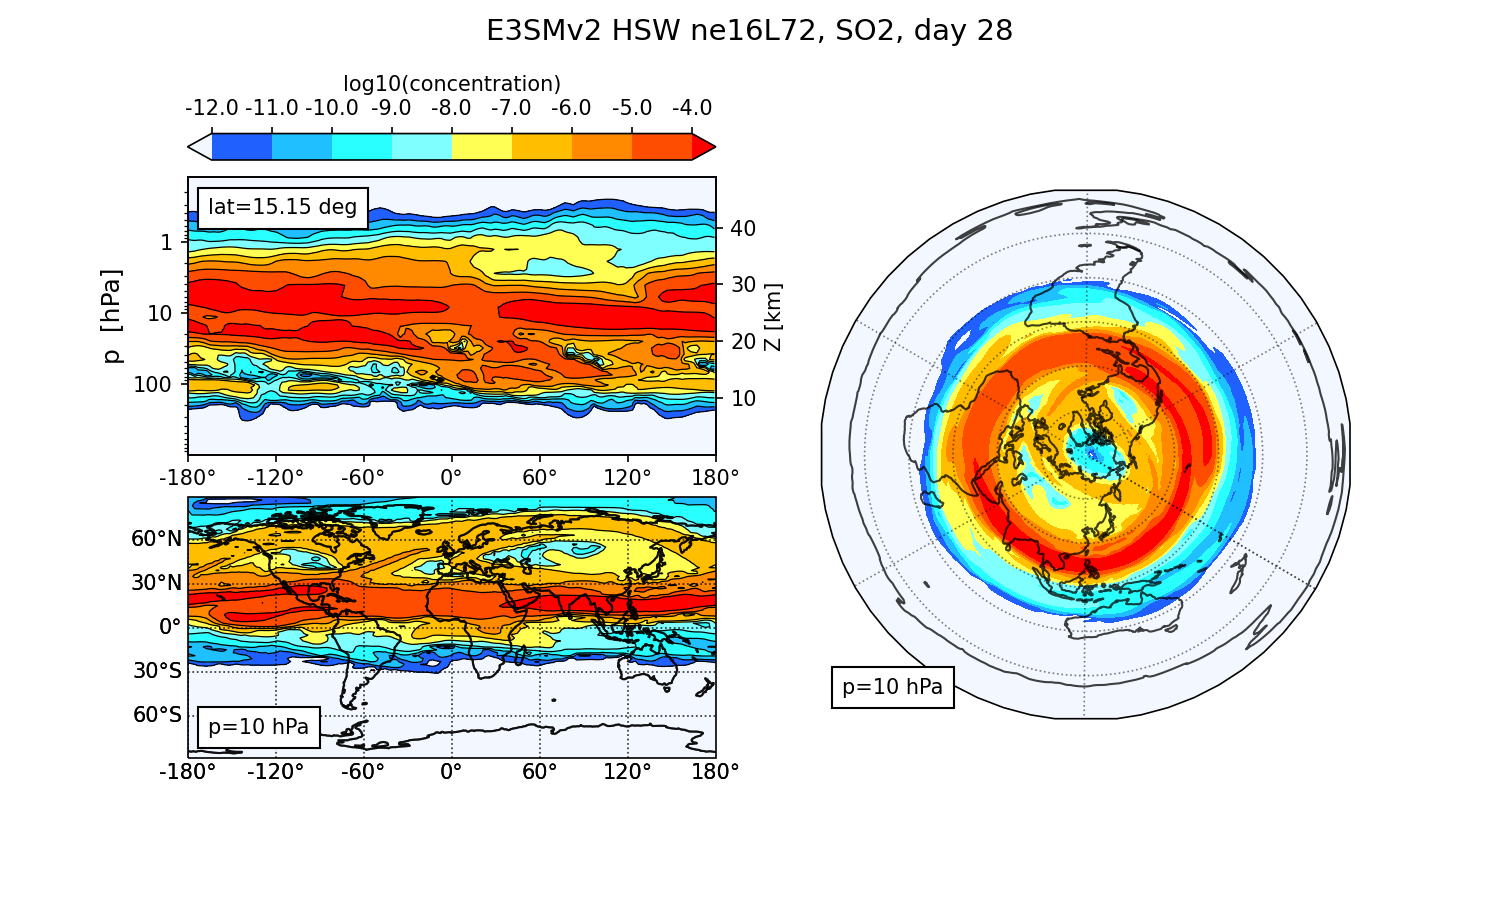 E3SMv2 HSW ne16L72, SO2, day 28
log10(concentration)
-12.0 -11.0 -10.0 -9.0 -8.0 -7.0 -6.0 -5.0 -4.0
lat=15.15 deg
p [hPa]
1
10
100
Z [km]
40
30
20
10
-180° -120° -60° 0° 60° 120° 180°
60°N
30°N
0°
30°S
60°S
p=10 hPa
-180° -120° -60° 0° 60° 120° 180°
p=10 hPa